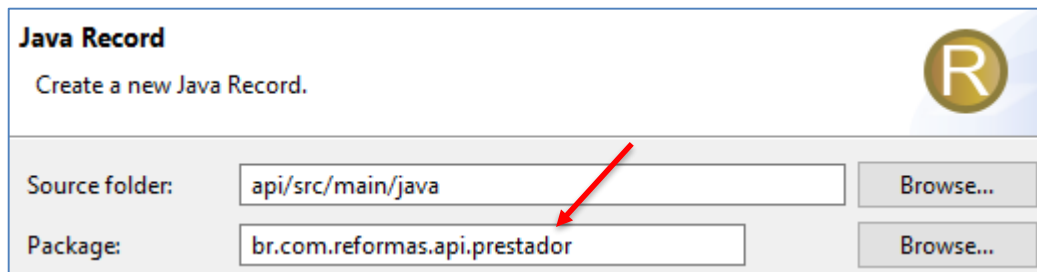 Java Record
Create a new Java Record.
R
Source folder: api/src/main/java Browse...
Package: br.com.reformas.api.prestador Browse...